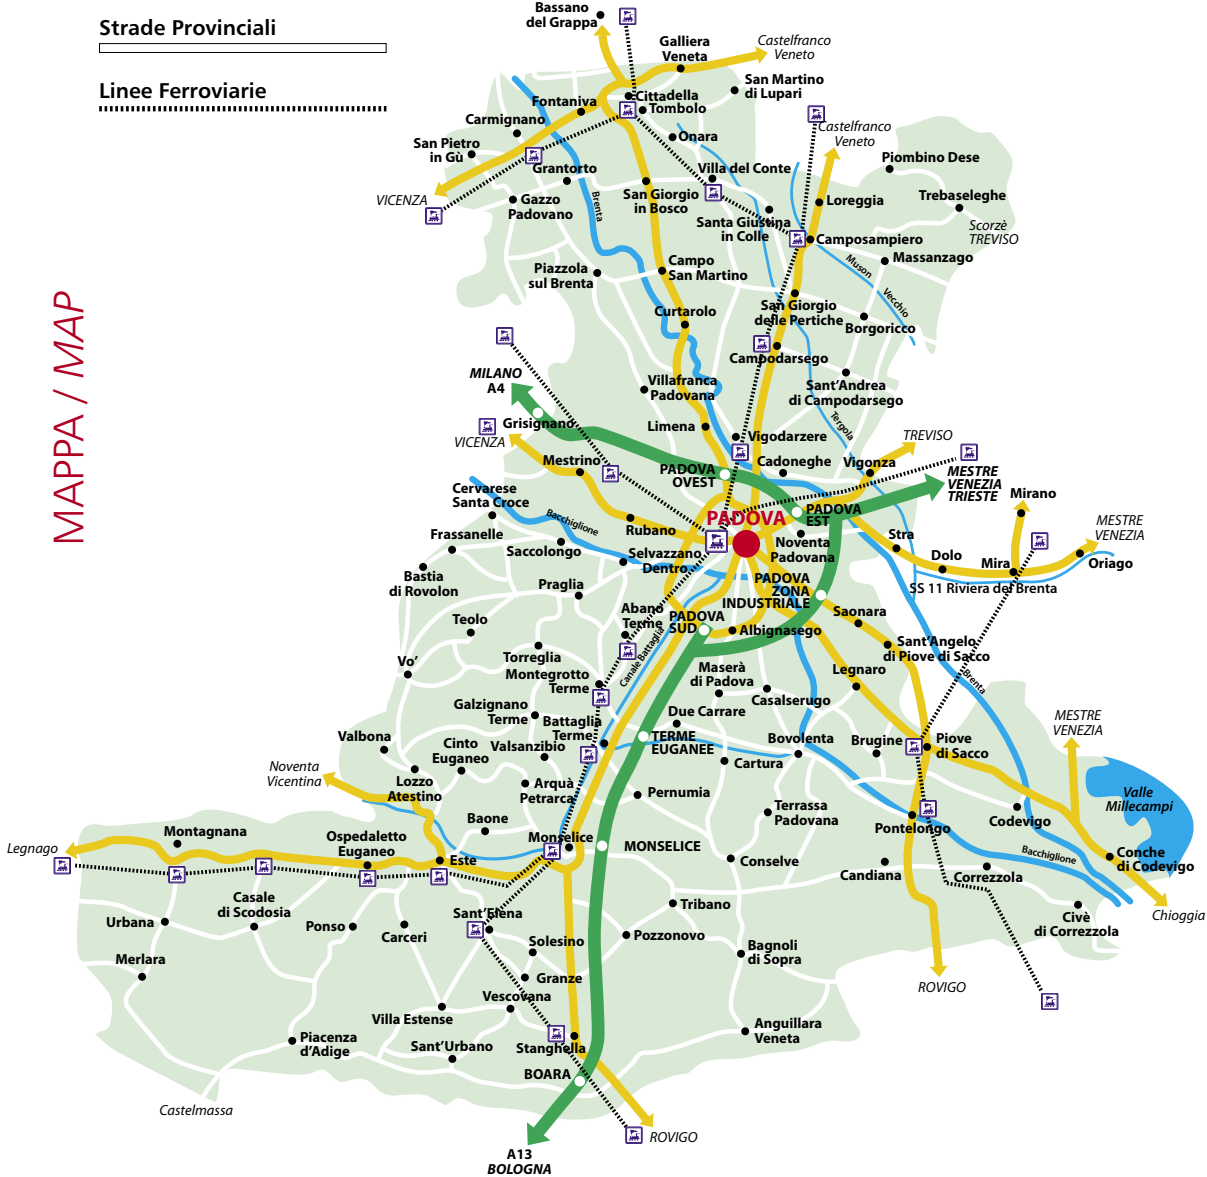 Strade Provinciali
Linee Ferroviarie
MAPPA / MAP
Bassano
del Grappa
Galliera
Veneta
Castelfranco
Veneto
San Martino
di Lupari
Cittadella
Tombolo
Fontaniva
Carmignano
Onara
San Pietro
in Gù
Castelfranco
Veneto
Piombino Dese
Grantorto
Villa del Conte
VICENZA
Gazzo
Padovano
Brenta
San Giorgio
in Bosco
Santa Giustina
in Colle
Loreggia
Trebaseleghe
Scorzè
TREVISO
Camposampiero
Massanzago
Muson
Vecchio
Piazzola
sul Brenta
Campo
San Martino
Curtarolo
San Giorgio
delle Pertiche
Borgoricco
Campodarsego
MILANO
A4
Villafranca
Padovana
Sant'Andrea
di Campodarsego
Tergola
Grisignano
VICENZA
Limena
Vigodarzere
TREVISO
Mestrino
PADOVA
OVEST
Cadoneghe
Vigonza
MESTRE
VENEZIA
TRIESTE
Cervarese
Santa Croce
Mirano
Bacchiglione
Rubano
PADOVA
PADOVA
EST
MESTRE
VENEZIA
Frassanelle
Saccolongo
Selvazzano
Dentro
Noventa
Padovana
Stra
Dolo
Mira
Oriago
Bastia
di Rovolon
Praglia
PADOVA
ZONA
INDUSTRIALE
SS 11 Riviera del Brenta
Abano
Terme
PADOVA
SUD
Albignasego
Saonara
Teolo
Canale Battaglia
Sant'Angelo
di Piove di Sacco
Torreglia
Vo'
Montegrotto
Terme
Maserà
di Padova
Legnaro
Brenta
Casalserugo
Galzignano
Terme
Battaglia
Terme
Due Carrare
MESTRE
VENEZIA
Valbona
Cinto
Euganeo
Valsanzibio
TERME
EUGANEE
Bovolenta
Brugine
Piove
di Sacco
Noventa
Vicentina
Lozzo
Atestino
Arquà
Petrarca
Cartura
Pernumia
Valle
Millecampi
Terrassa
Padovana
Codevigo
Baone
Pontelongo
Montagnana
Ospedaletto
Euganeo
Monselice
MONSELICE
Legnago
Este
Conselve
Candiana
Bacchiglione
Conche
di Codevigo
Correzzola
Casale
di Scodosia
Urbana
Ponso
Carceri
Sant'Elena
Tribano
Chioggia
Civè
di Correzzola
Solesino
Pozzonovo
Bagnoli
di Sopra
Merlara
Granze
ROVIGO
Vescovana
Villa Estense
Piacenza
d'Adige
Sant'Urbano
Stanghella
Anguillara
Veneta
BOARA
Castelmassa
ROVIGO
A13
BOLOGNA